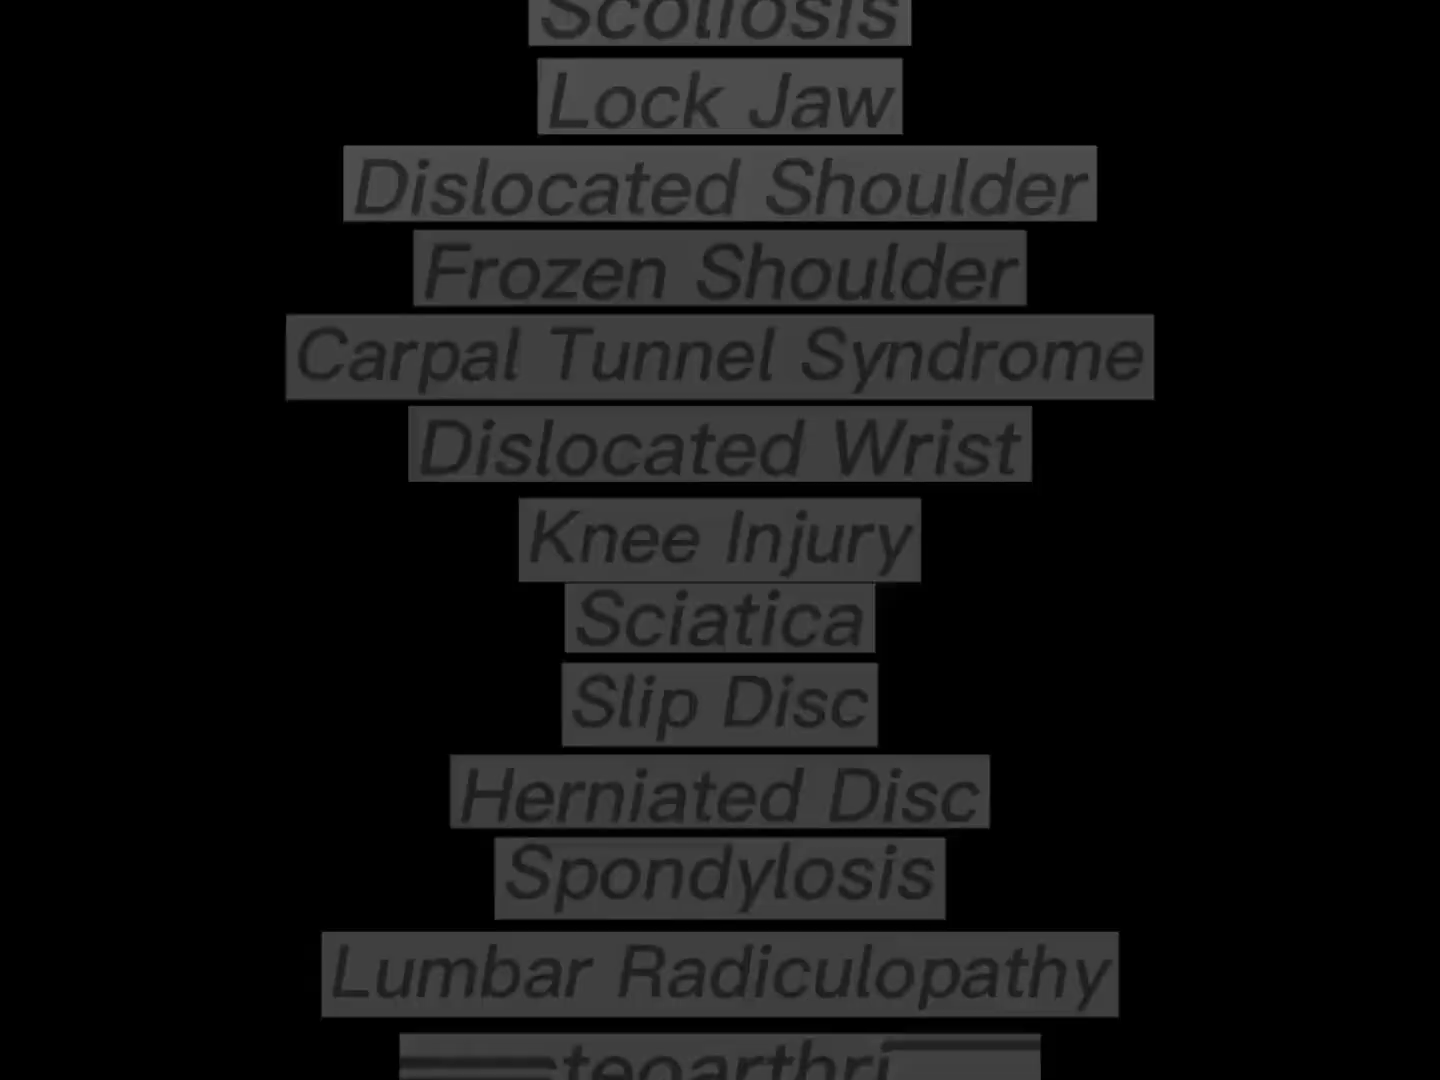 Scoliosis
Lock Jaw
Dislocated Shoulder
Frozen Shoulder
Carpal Tunnel Syndrome
Dislocated Wrist
Knee Injury
Sciatica
Slip Disc
Herniated Disc
Spondylosis
Lumbar Radiculopathy